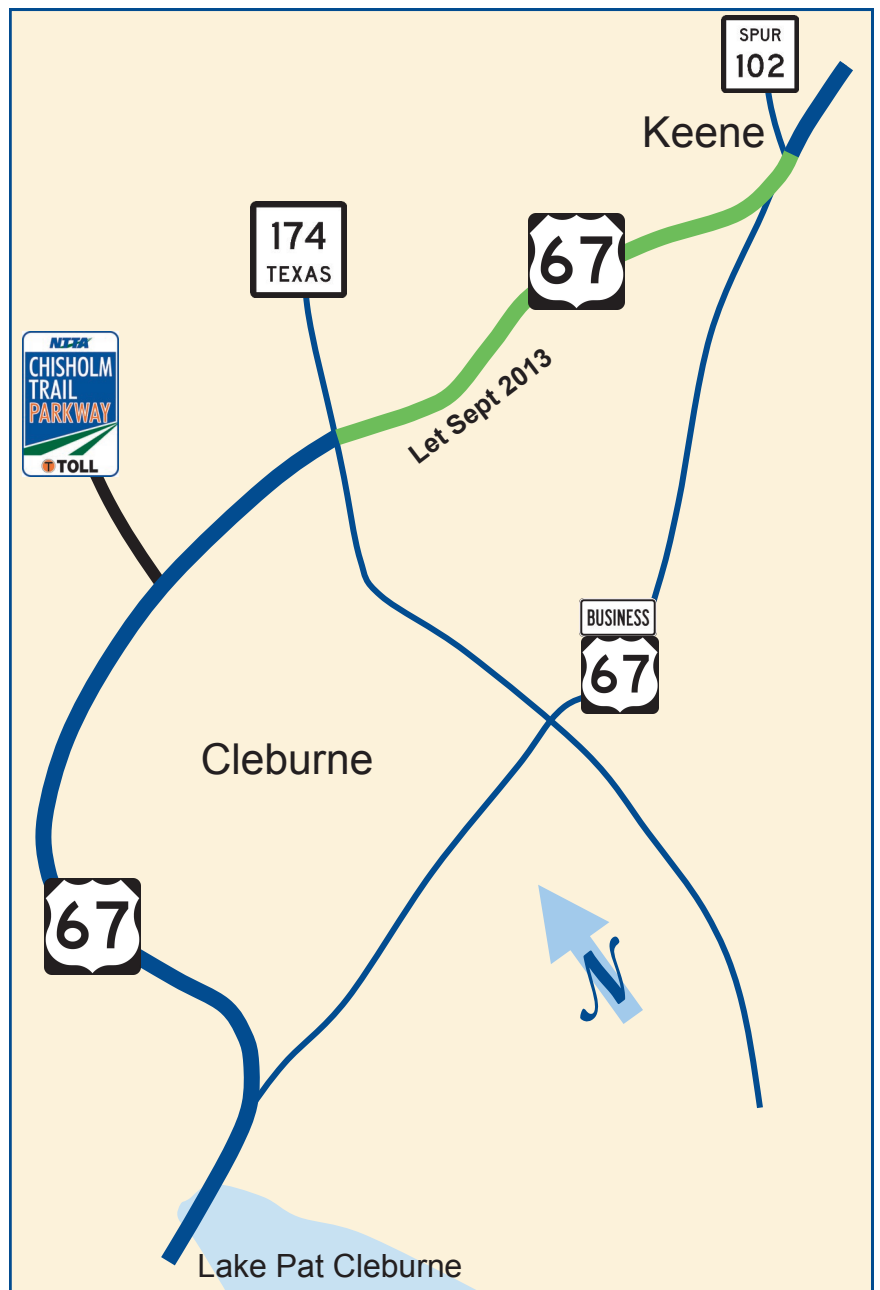 SPUR
102
Keene
174
TEXAS
67
NTTA
CHISHOLM
TRAIL
PARKWAY
T TOLL
Let Sept 2013
BUSINESS
67
Cleburne
67
N
Lake Pat Cleburne